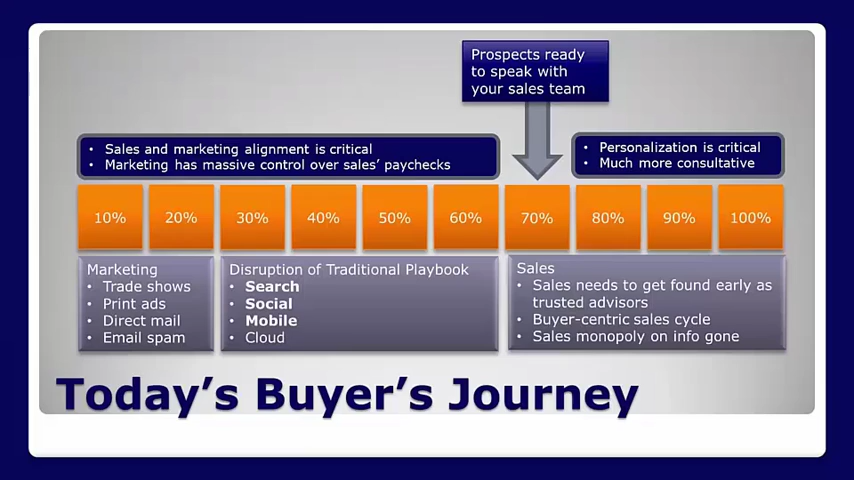 Prospects ready
to speak with
your sales team
• Sales and marketing alignment is critical
• Marketing has massive control over sales’ paychecks
• Personalization is critical
• Much more consultative
10% 20% 30% 40% 50% 60% 70% 80% 90% 100%
Marketing
• Trade shows
• Print ads
• Direct mail
• Email spam
Disruption of Traditional Playbook
• Search
• Social
• Mobile
• Cloud
Sales
• Sales needs to get found early as
trusted advisors
• Buyer-centric sales cycle
• Sales monopoly on info gone
Today’s Buyer’s Journey